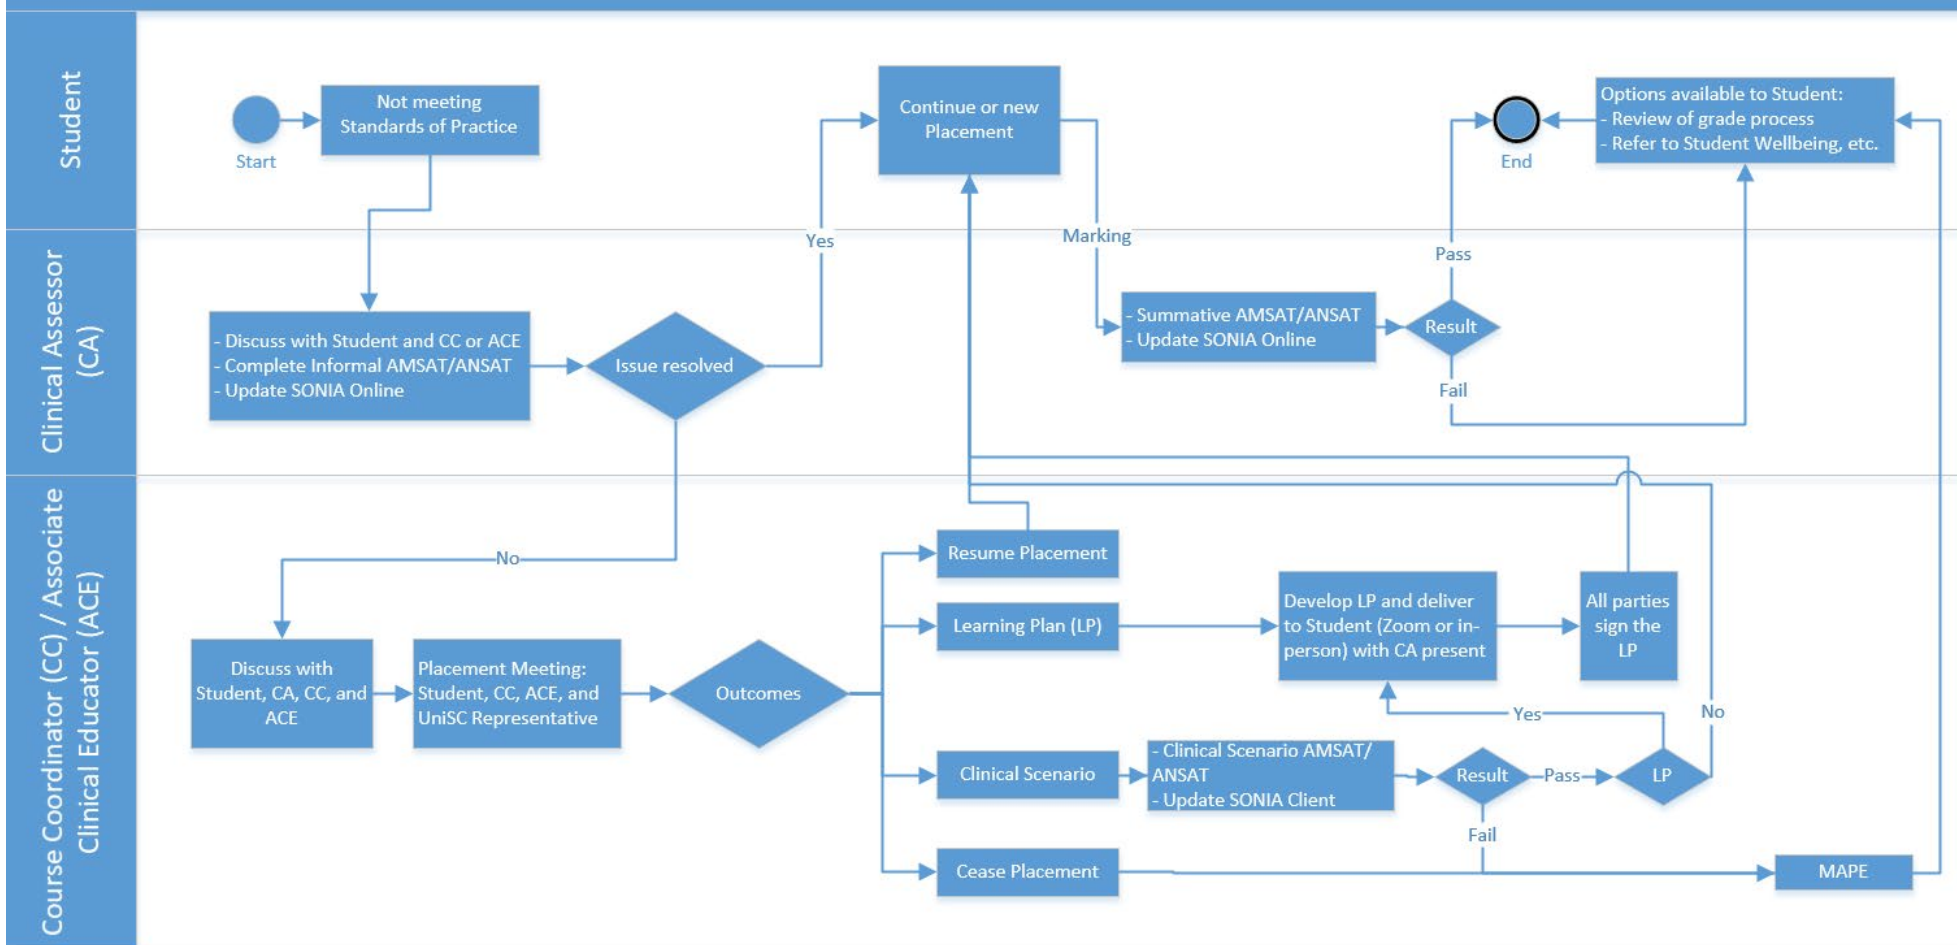 Student
Not meeting
Standards of Practice
Start
Continue or new
Placement
End
Options available to Student:
- Review of grade process
- Refer to Student Wellbeing, etc.
Clinical Assessor
(CA)
- Discuss with Student and CC or ACE
- Complete Informal AMSAT/ANSAT
- Update SONIA Online
Issue resolved
Yes
Marking
- Summative AMSAT/ANSAT
- Update SONIA Online
Result
Pass
Fail
Course Coordinator (CC) / Associate
Clinical Educator (ACE)
No
Discuss with
Student, CA, CC, and
ACE
Placement Meeting:
Student, CC, ACE, and
UniSC Representative
Outcomes
Resume Placement
Learning Plan (LP)
Develop LP and deliver
to Student (Zoom or in-
person) with CA present
All parties
sign the
LP
Yes
No
Clinical Scenario
- Clinical Scenario AMSAT/
ANSAT
- Update SONIA Client
Result
Pass
LP
Fail
Cease Placement
MAPE